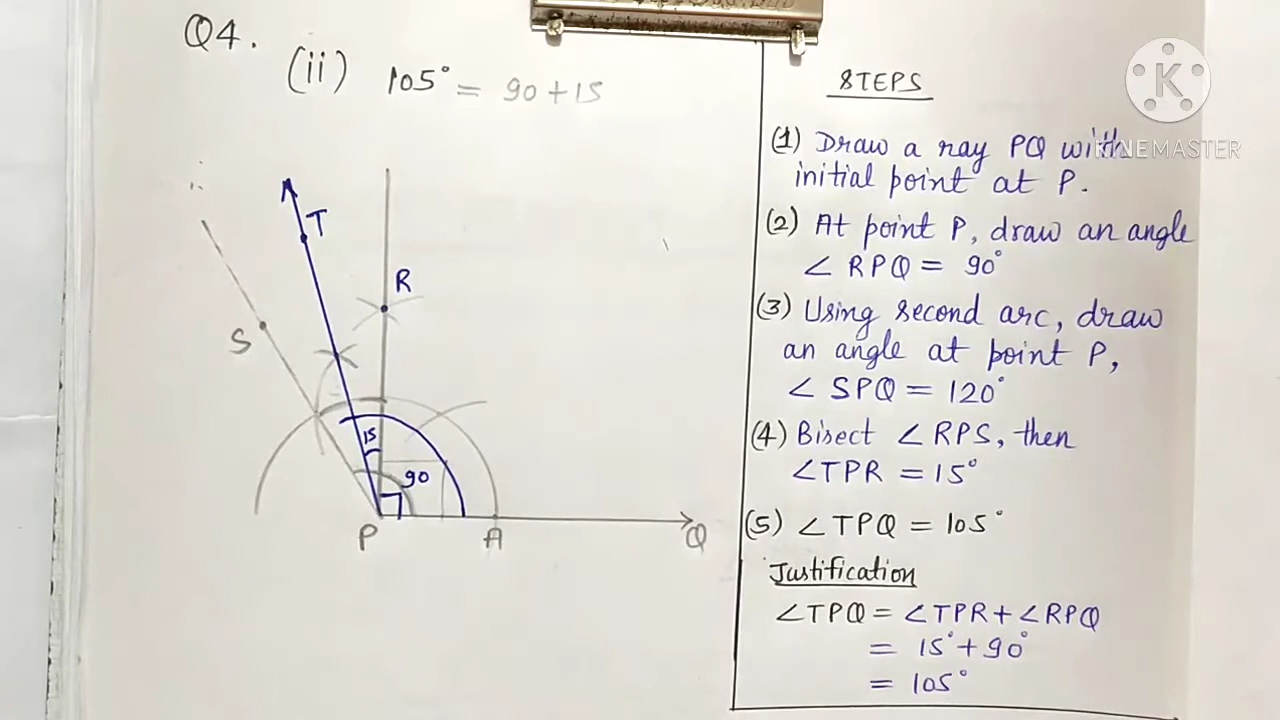 Q4.
(ii) 105° = 90 + 15
T
R
S
15
90
P
A
Q
STEPS
(1) Draw a ray PQ with
initial point at P.
(2) At point P, draw an angle
∠ RPQ = 90°
(3) Using second arc, draw
an angle at point P,
∠ SPQ = 120°
(4) Bisect ∠RPS, then
∠TPR = 15°
(5) ∠TPQ = 105°
Justification
∠TPQ = ∠TPR + ∠RPQ
= 15° + 90°
= 105°
K
KINEMASTER